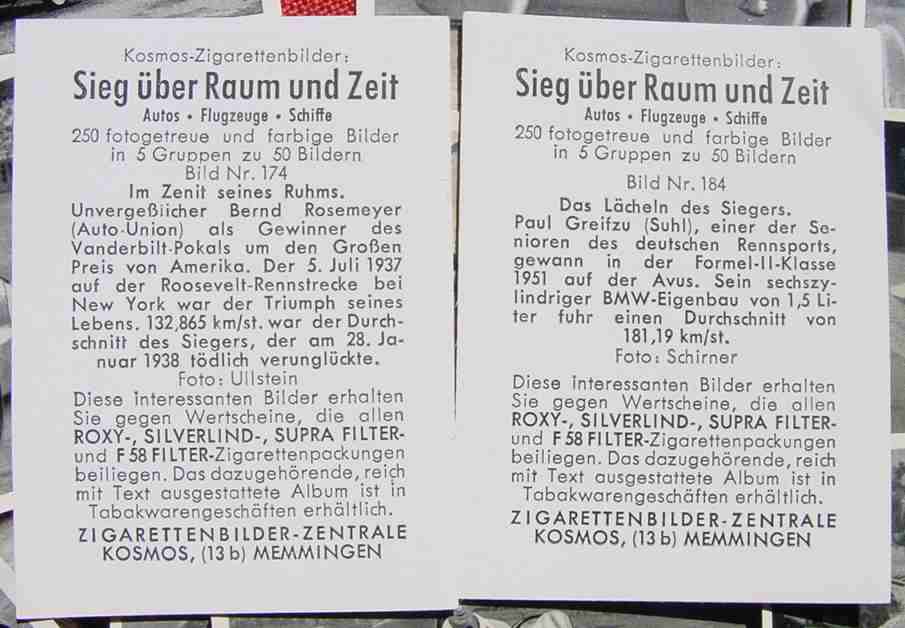 Kosmos-Zigarettenbilder:
Sieg über Raum und Zeit
Autos • Flugzeuge • Schiffe
250 fotogetreue und farbige Bilder
in 5 Gruppen zu 50 Bildern
Bild Nr. 174
Im Zenit seines Ruhms.
Unvergeßiicher Bernd Rosemeyer
(Auto-Union) als Gewinner des
Vanderbilt-Pokals um den Großen
Preis von Amerika. Der 5. Juli 1937
auf der Roosevelt-Rennstrecke bei
New York war der Triumph seines
Lebens. 132,865 km/st. war der Durch-
schnitt des Siegers, der am 28. Ja-
nuar 1938 tödlich verunglückte.
Foto: Ullstein
Diese interessanten Bilder erhalten
Sie gegen Wertscheine, die allen
ROXY-, SILVERLIND-, SUPRA FILTER-
und F 58 FILTER-Zigarettenpackungen
beiliegen. Das dazugehörende, reich
mit Text ausgestattete Album ist in
Tabakwarengeschäften erhältlich.
ZIGARETTENBILDER-ZENTRALE
KOSMOS, (13 b) MEMMINGEN
Kosmos-Zigarettenbilder:
Sieg über Raum und Zeit
Autos • Flugzeuge • Schiffe
250 fotogetreue und farbige Bilder
in 5 Gruppen zu 50 Bildern
Bild Nr. 184
Das Lächeln des Siegers.
Paul Greifzu (Suhl), einer der Se-
nioren des deutschen Rennsports,
gewann in der Formel-II-Klasse
1951 auf der Avus. Sein sechszy-
lindriger BMW-Eigenbau von 1,5 Li-
ter fuhr einen Durchschnitt von
181,19 km/st.
Foto: Schirner
Diese interessanten Bilder erhalten
Sie gegen Wertscheine, die allen
ROXY-, SILVERLIND-, SUPRA FILTER-
und F 58 FILTER-Zigarettenpackungen
beiliegen. Das dazugehörende, reich
mit Text ausgestattete Album ist in
Tabakwarengeschäften erhältlich.
ZIGARETTENBILDER-ZENTRALE
KOSMOS, (13 b) MEMMINGEN